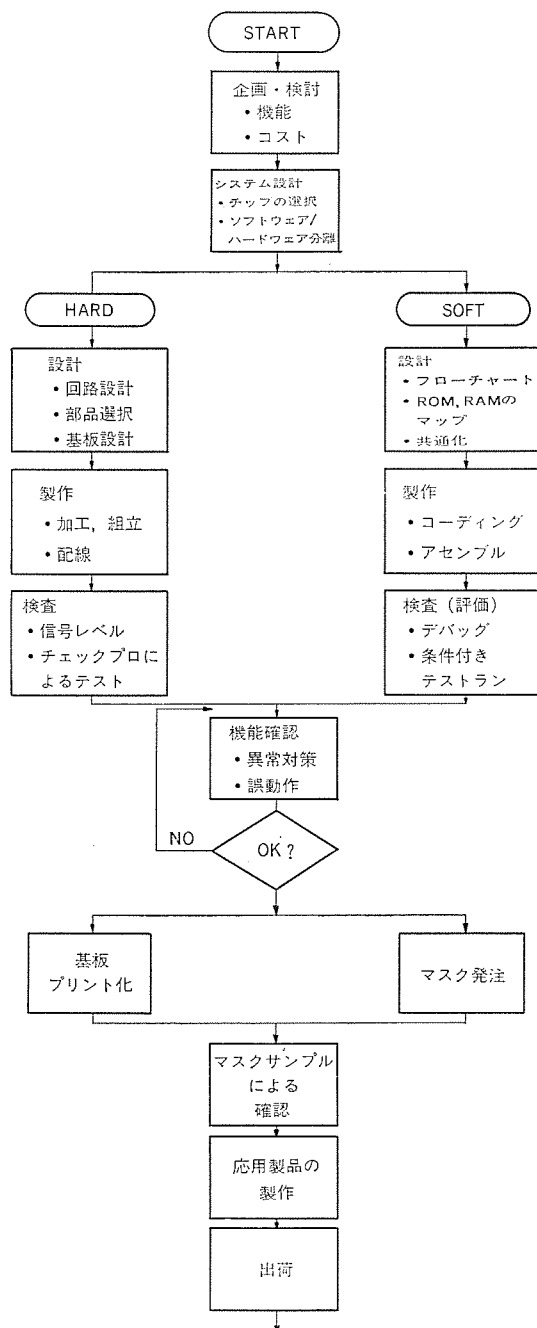 START
企画・検討
・機能
・コスト
システム設計
・チップの選択
・ソフトウェア/
ハードウェア分離
HARD
設計
・回路設計
・部品選択
・基板設計
製作
・加工, 組立
・配線
検査
・信号レベル
・チェックプロに
よるテスト
SOFT
設計
・フローチャート
・ROM, RAMの
マップ
・共通化
製作
・コーディング
・アセンブル
検査（評価）
・デバッグ
・条件付き
テストラン
機能確認
・異常対策
・誤動作
OK?
NO
基板
プリント化
マスク発注
マスクサンプル
による
確認
応用製品の
製作
出荷